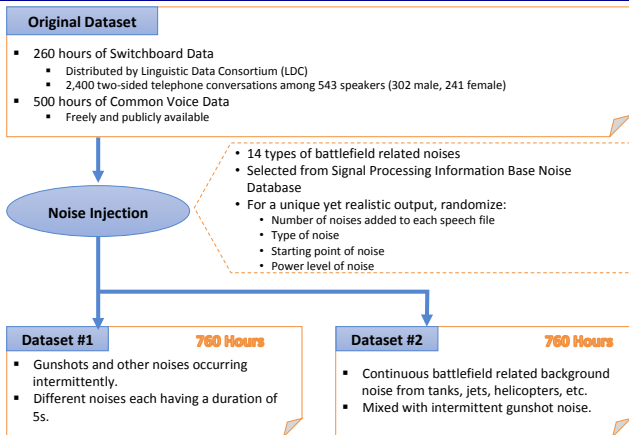 Original Dataset
▪ 260 hours of Switchboard Data
▪ Distributed by Linguistic Data Consortium (LDC)
▪ 2,400 two-sided telephone conversations among 543 speakers (302 male, 241 female)
▪ 500 hours of Common Voice Data
▪ Freely and publicly available
Noise Injection
• 14 types of battlefield related noises
• Selected from Signal Processing Information Base Noise
Database
• For a unique yet realistic output, randomize:
• Number of noises added to each speech file
• Type of noise
• Starting point of noise
• Power level of noise
Dataset #1
760 Hours
▪ Gunshots and other noises occurring
intermittently.
▪ Different noises each having a duration of
5s.
Dataset #2
760 Hours
▪ Continuous battlefield related background
noise from tanks, jets, helicopters, etc.
▪ Mixed with intermittent gunshot noise.